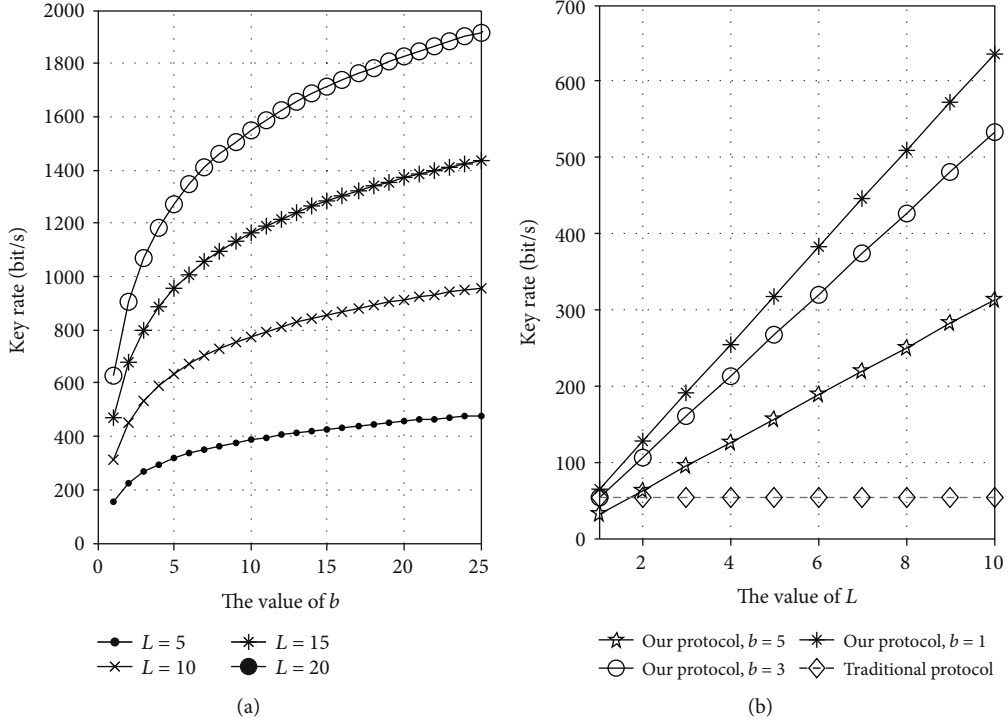 2000
1800
1600
1400
1200
1000
800
600
400
200
0
Key rate (bit/s)
0 5 10 15 20 25
The value of b
L = 5 L = 15
L = 10 L = 20
(a)
700
600
500
400
300
200
100
0
Key rate (bit/s)
2 4 6 8 10
The value of L
Our protocol, b = 5 Our protocol, b = 1
Our protocol, b = 3 Traditional protocol
(b)